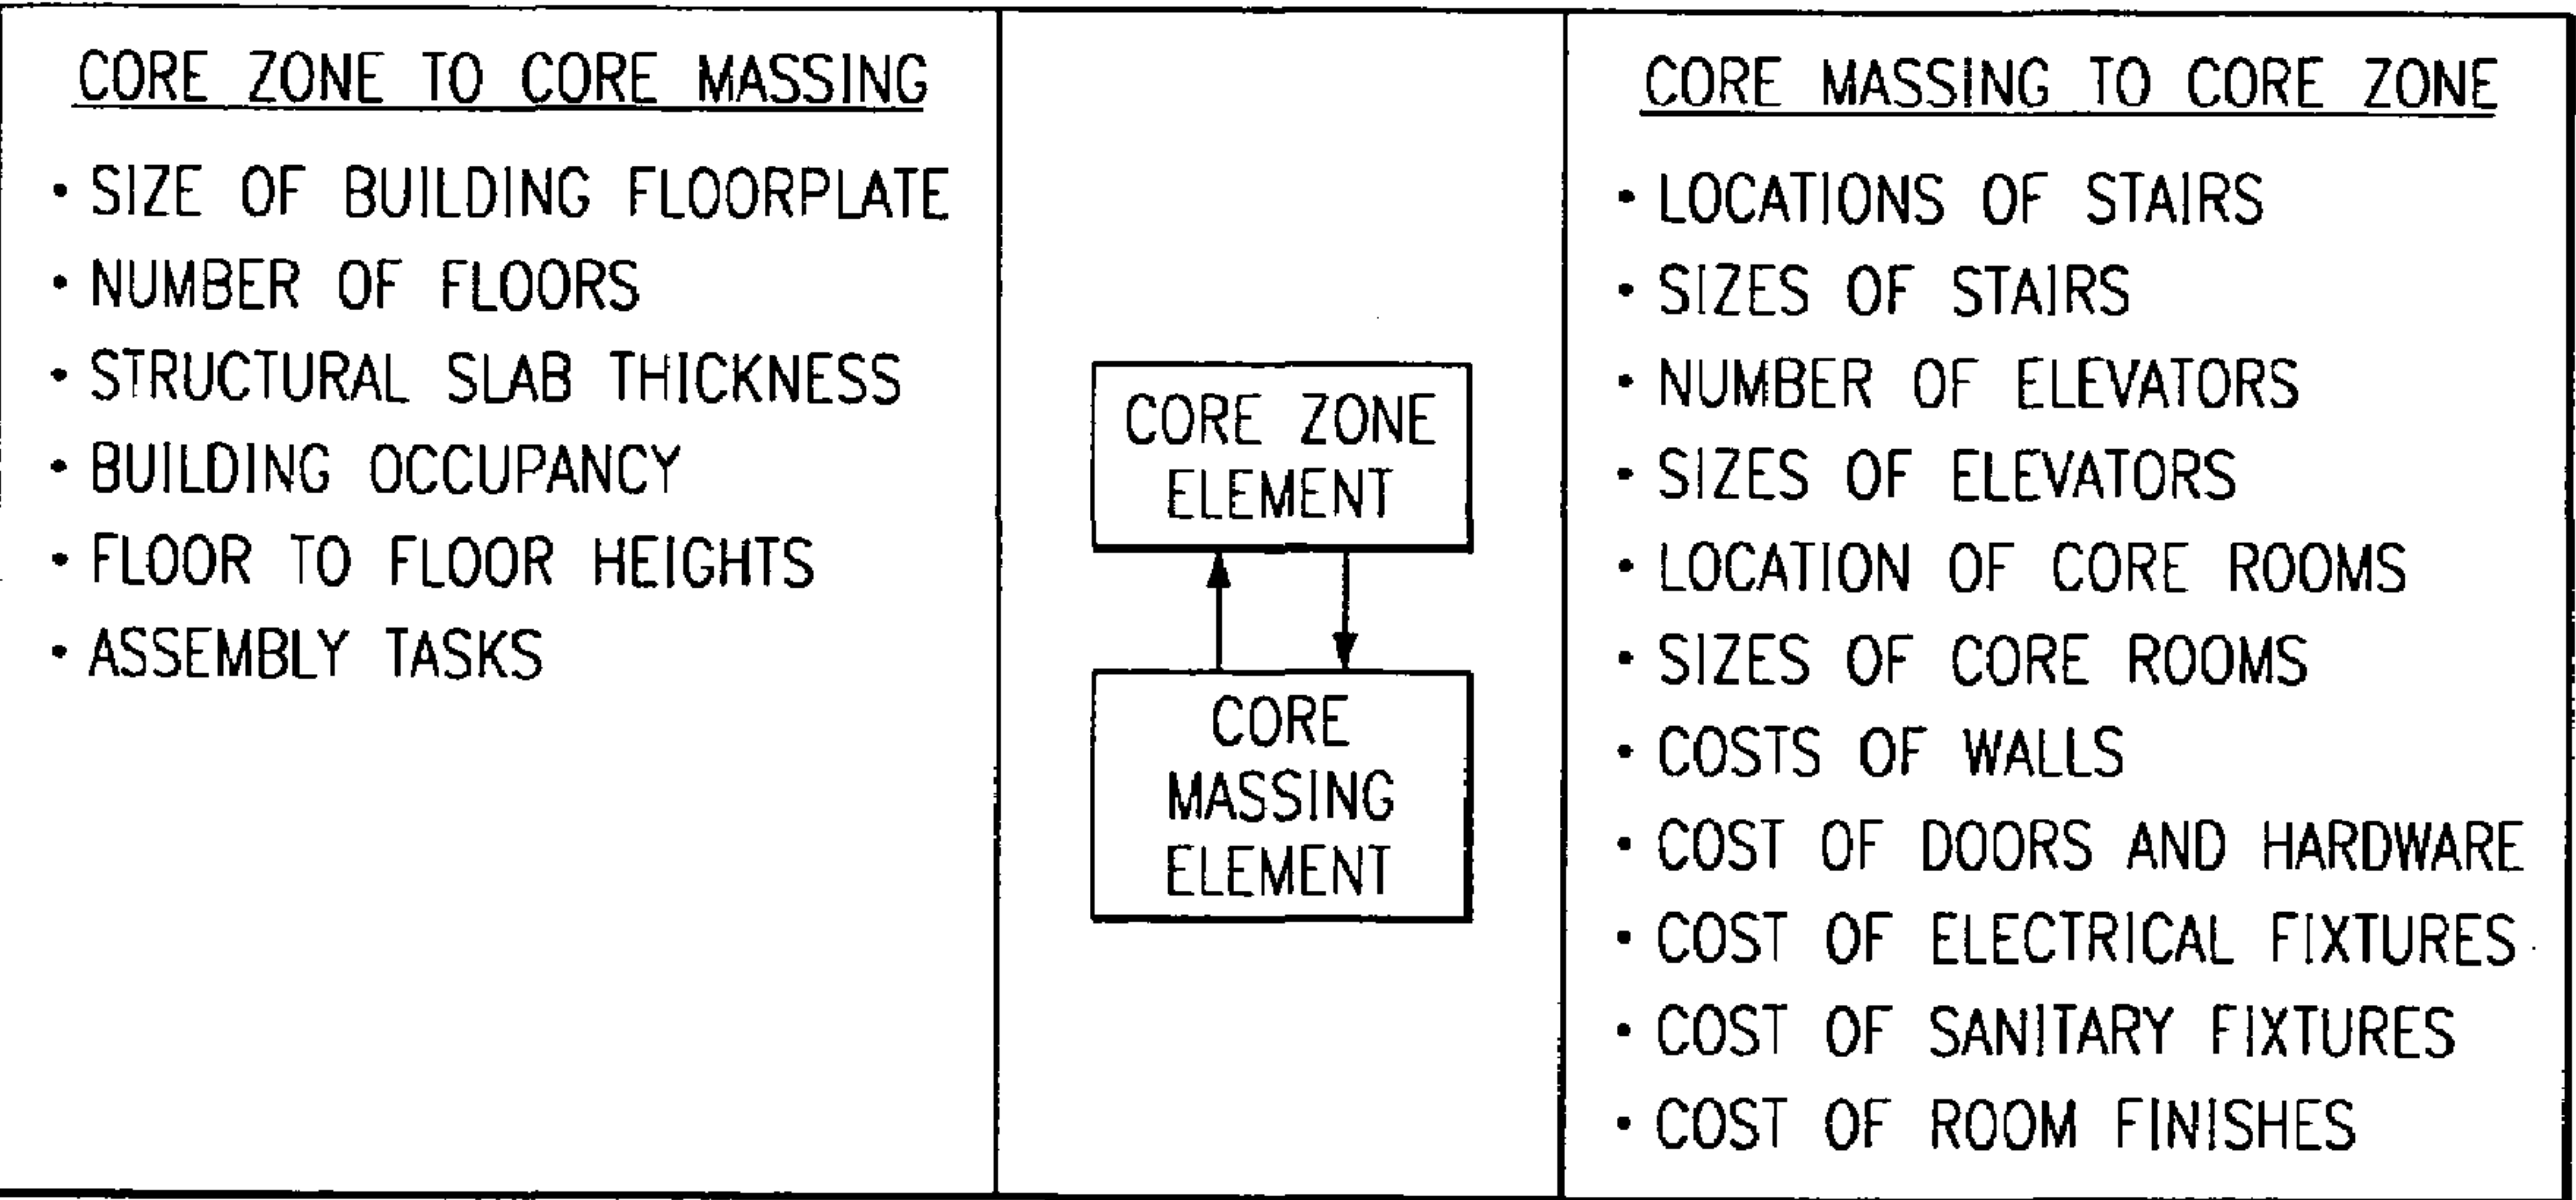 CORE ZONE TO CORE MASSING
• SIZE OF BUILDING FLOORPLATE
• NUMBER OF FLOORS
• STRUCTURAL SLAB THICKNESS
• BUILDING OCCUPANCY
• FLOOR TO FLOOR HEIGHTS
• ASSEMBLY TASKS
CORE ZONE
ELEMENT
CORE
MASSING
ELEMENT
CORE MASSING TO CORE ZONE
• LOCATIONS OF STAIRS
• SIZES OF STAIRS
• NUMBER OF ELEVATORS
• SIZES OF ELEVATORS
• LOCATION OF CORE ROOMS
• SIZES OF CORE ROOMS
• COSTS OF WALLS
• COST OF DOORS AND HARDWARE
• COST OF ELECTRICAL FIXTURES
• COST OF SANITARY FIXTURES
• COST OF ROOM FINISHES